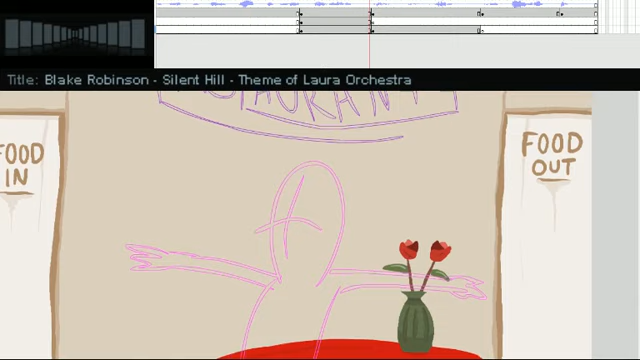 Title: Blake Robinson - Silent Hill - Theme of Laura Orchestra
FOOD
IN
FOOD
OUT